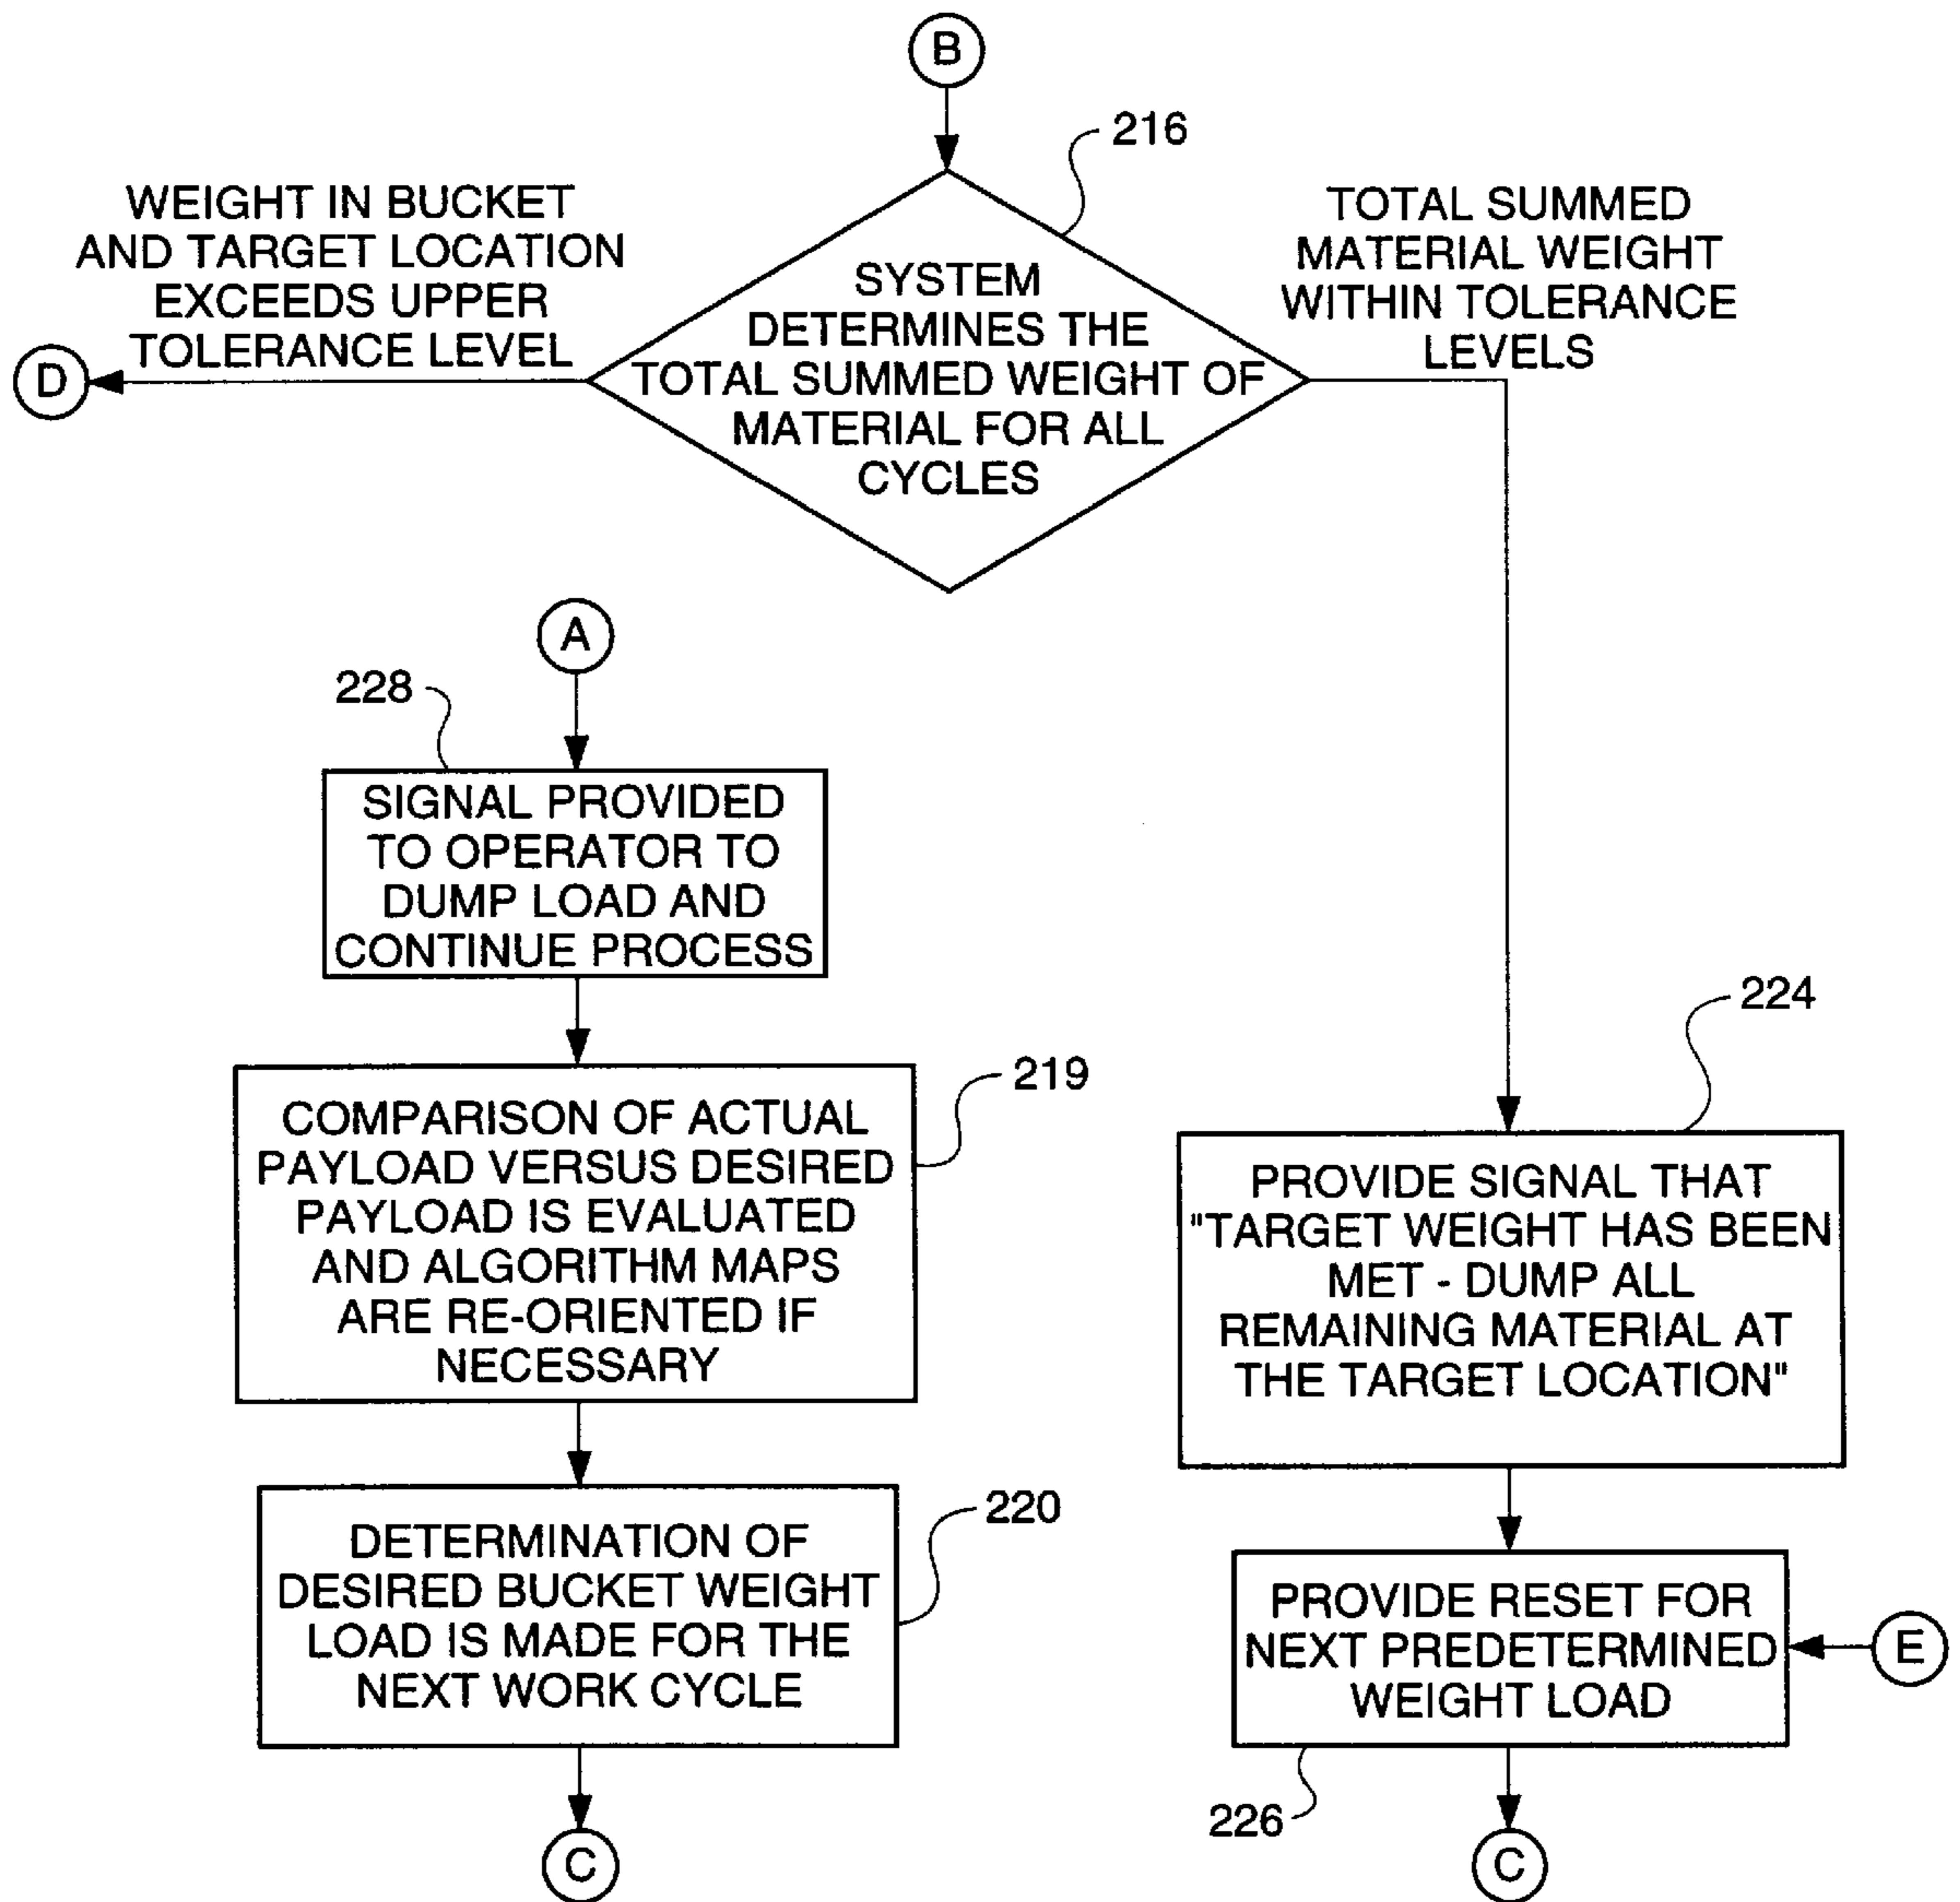 B
216
WEIGHT IN BUCKET
AND TARGET LOCATION
EXCEEDS UPPER
TOLERANCE LEVEL
D
SYSTEM
DETERMINES THE
TOTAL SUMMED WEIGHT OF
MATERIAL FOR ALL
CYCLES
TOTAL SUMMED
MATERIAL WEIGHT
WITHIN TOLERANCE
LEVELS
A
228
SIGNAL PROVIDED
TO OPERATOR TO
DUMP LOAD AND
CONTINUE PROCESS
219
COMPARISON OF ACTUAL
PAYLOAD VERSUS DESIRED
PAYLOAD IS EVALUATED
AND ALGORITHM MAPS
ARE RE-ORIENTED IF
NECESSARY
220
DETERMINATION OF
DESIRED BUCKET WEIGHT
LOAD IS MADE FOR THE
NEXT WORK CYCLE
C
224
PROVIDE SIGNAL THAT
"TARGET WEIGHT HAS BEEN
MET - DUMP ALL
REMAINING MATERIAL AT
THE TARGET LOCATION"
PROVIDE RESET FOR
NEXT PREDETERMINED
WEIGHT LOAD
E
226
C